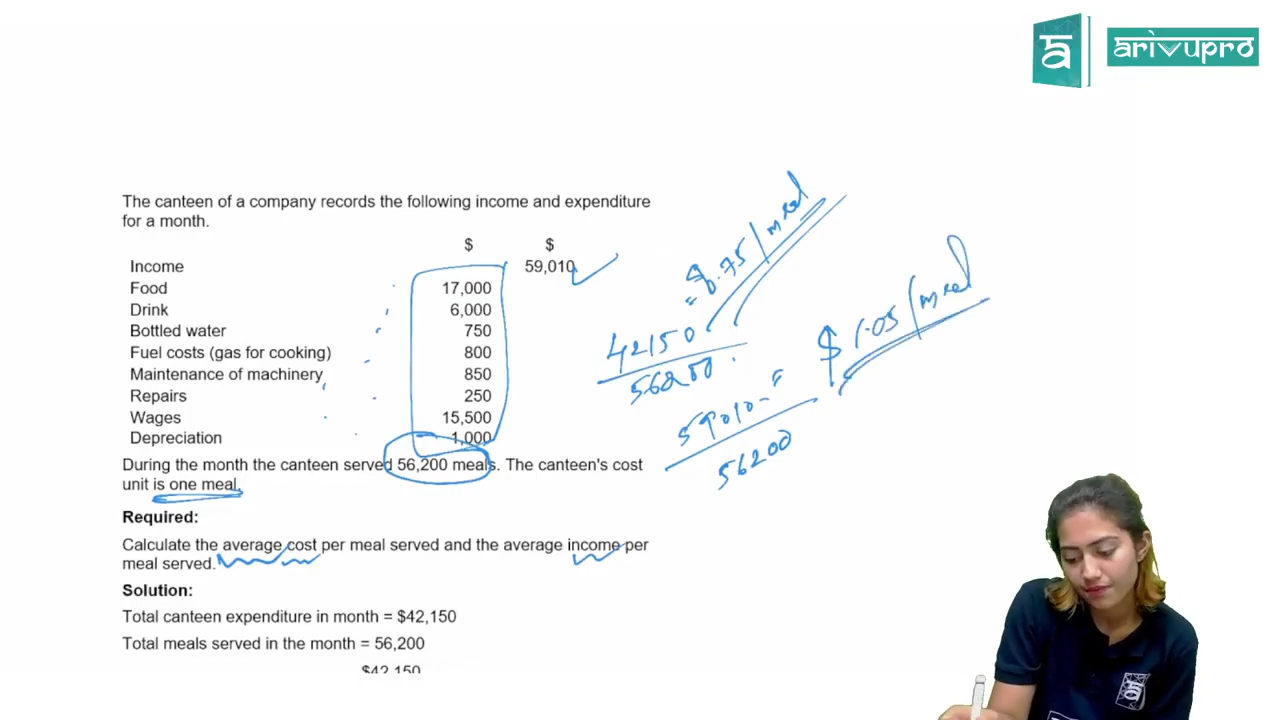 arivupro
The canteen of a company records the following income and expenditure
for a month.
$ $
Income 59,010
Food 17,000
Drink 6,000
Bottled water 750
Fuel costs (gas for cooking) 800
Maintenance of machinery 850
Repairs 250
Wages 15,500
Depreciation 1,000
During the month the canteen served 56,200 meals. The canteen's cost
unit is one meal.
Required:
Calculate the average cost per meal served and the average income per
meal served.
Solution:
Total canteen expenditure in month = $42,150
Total meals served in the month = 56,200
$42,150
42150
56200
= $.75/meal
59010
56200
= $1.05/meal